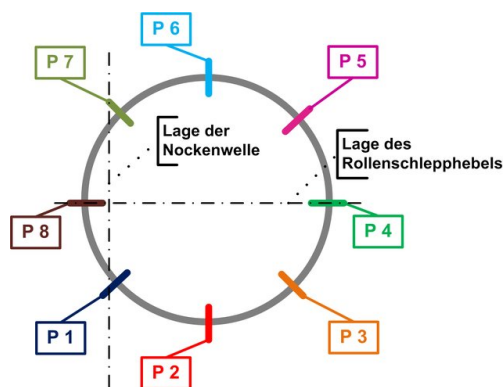 P 6
P 7
P 5
Lage der
Nockenwelle
Lage des
Rollenschlepphebels
P 8
P 4
P 1
P 3
P 2